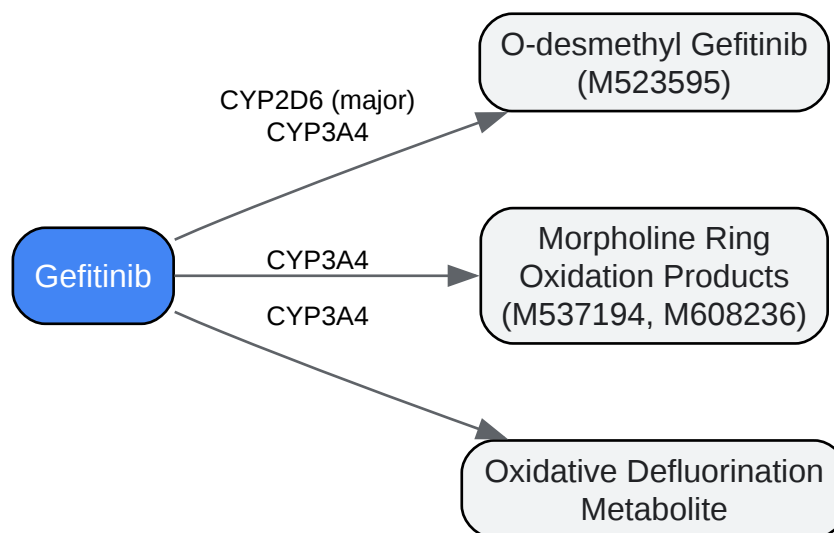 O-desmethyl Gefitinib
(M523595)
CYP2D6 (major)
CYP3A4
Morpholine Ring
Oxidation Products
(M537194, M608236)
Gefitinib
CYP3A4
CYP3A4
Oxidative Defluorination
Metabolite